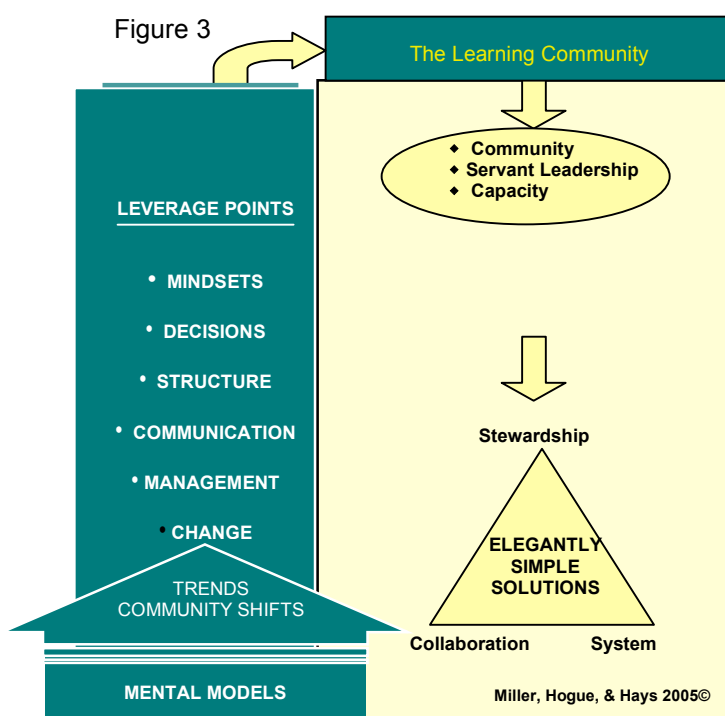 Figure 3
The Learning Community
◆ Community
◆ Servant Leadership
◆ Capacity
LEVERAGE POINTS
• MINDSETS
• DECISIONS
• STRUCTURE
• COMMUNICATION
• MANAGEMENT
• CHANGE
TRENDS
COMMUNITY SHIFTS
MENTAL MODELS
Stewardship
ELEGANTLY
SIMPLE
SOLUTIONS
Collaboration
System
Miller, Hogue, & Hays 2005©